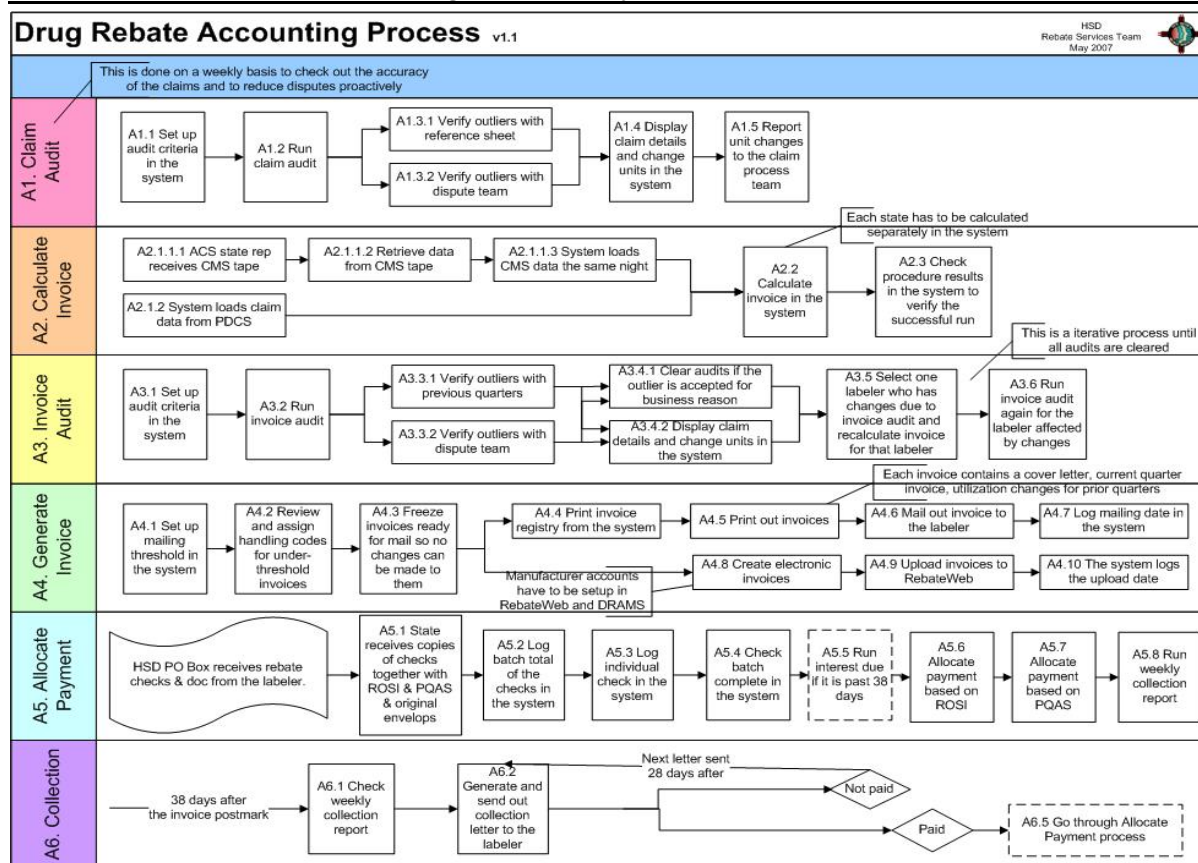 Drug Rebate Accounting Process v1.1
HSD
Rebate Services Team
May 2007
This is done on a weekly basis to check out the accuracy
of the claims and to reduce disputes proactively
A1. Claim
Audit
A1.1 Set up
audit criteria
in the
system
A1.2 Run
claim audit
A1.3.1 Verify outliers with
reference sheet
A1.3.2 Verify outliers with
dispute team
A1.4 Display
claim details
and change
units in the
system
A1.5 Report
unit changes
to the claim
process
team
Each state has to be calculated
separately in the system
A2. Calculate
Invoice
A2.1.1.1 ACS state rep
receives CMS tape
A2.1.1.2 Retrieve data
from CMS tape
A2.1.1.3 System loads
CMS data the same night
A2.1.2 System loads claim
data from PDCS
A2.2
Calculate
invoice in the
system
A2.3 Check
procedure results
in the system to
verify the
successful run
This is a iterative process until
all audits are cleared
A3. Invoice
Audit
A3.1 Set up
audit criteria
in the
system
A3.2 Run
invoice audit
A3.3.1 Verify outliers with
previous quarters
A3.3.2 Verify outliers with
dispute team
A3.4.1 Clear audits if the
outlier is accepted for
business reason
A3.4.2 Display claim
details and change units in
the system
A3.5 Select one
labeler who has
changes due to
invoice audit and
recalculate invoice
for that labeler
A3.6 Run
invoice audit
again for the
labeler affected
by changes
Each invoice contains a cover letter, current quarter
invoice, utilization changes for prior quarters
A4. Generate
Invoice
A4.1 Set up
mailing
threshold in
the system
A4.2 Review
and assign
handling codes
for under-
threshold
invoices
A4.3 Freeze
invoices ready
for mail so no
changes can
be made to
them
A4.4 Print invoice
registry from the system
A4.5 Print out invoices
A4.6 Mail out invoice to
the labeler
A4.7 Log mailing date in
the system
Manufacturer accounts
have to be setup in
RebateWeb and DRAMS
A4.8 Create electronic
invoices
A4.9 Upload invoices to
RebateWeb
A4.10 The system logs
the upload date
A5. Allocate
Payment
HSD PO Box receives rebate
checks & doc from the labeler.
A5.1 State
receives copies
of checks
together with
ROSI & PQAS
& original
envelops
A5.2 Log
batch total
of the
checks in
the system
A5.3 Log
individual
check in the
system
A5.4 Check
batch
complete in
the system
A5.5 Run
interest due
if it is past 38
days
A5.6
Allocate
payment
based on
ROSI
A5.7
Allocate
payment
based on
PQAS
A5.8 Run
weekly
collection
report
A6. Collection
38 days after
the invoice postmark
A6.1 Check
weekly
collection
report
A6.2
Generate and
send out
collection
letter to the
labeler
Next letter sent
28 days after
Not paid
Paid
A6.5 Go through Allocate
Payment process